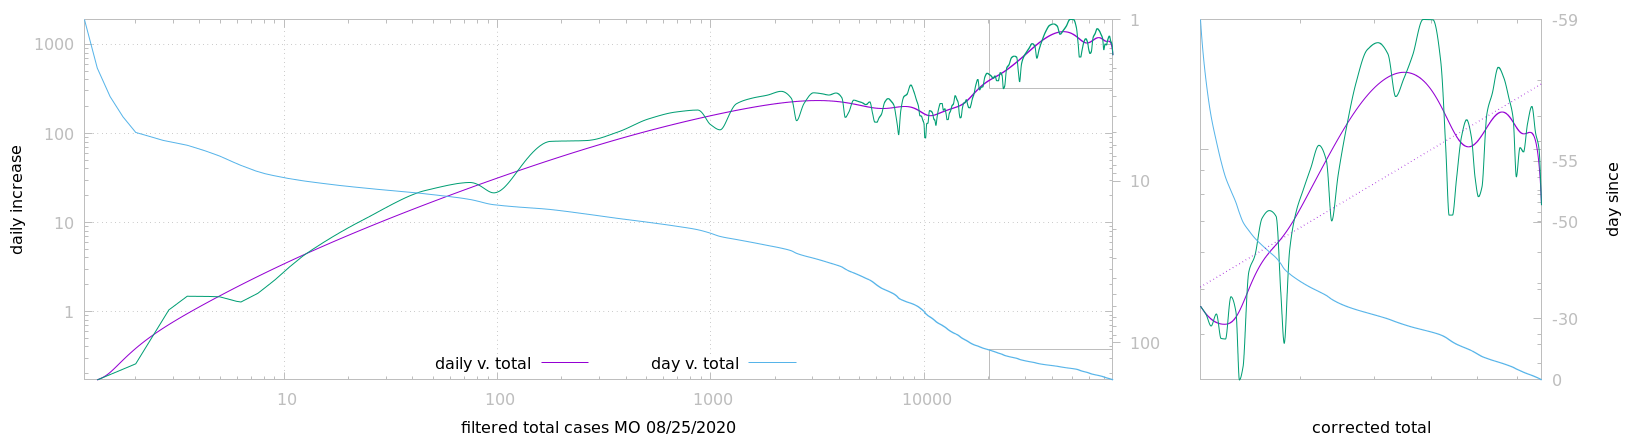 1000
100
10
1
daily increase
10
100
1000
10000
filtered total cases MO 08/25/2020
daily v. total
day v. total
1
10
100
-59
-55
-50
-30
0
day since
corrected total